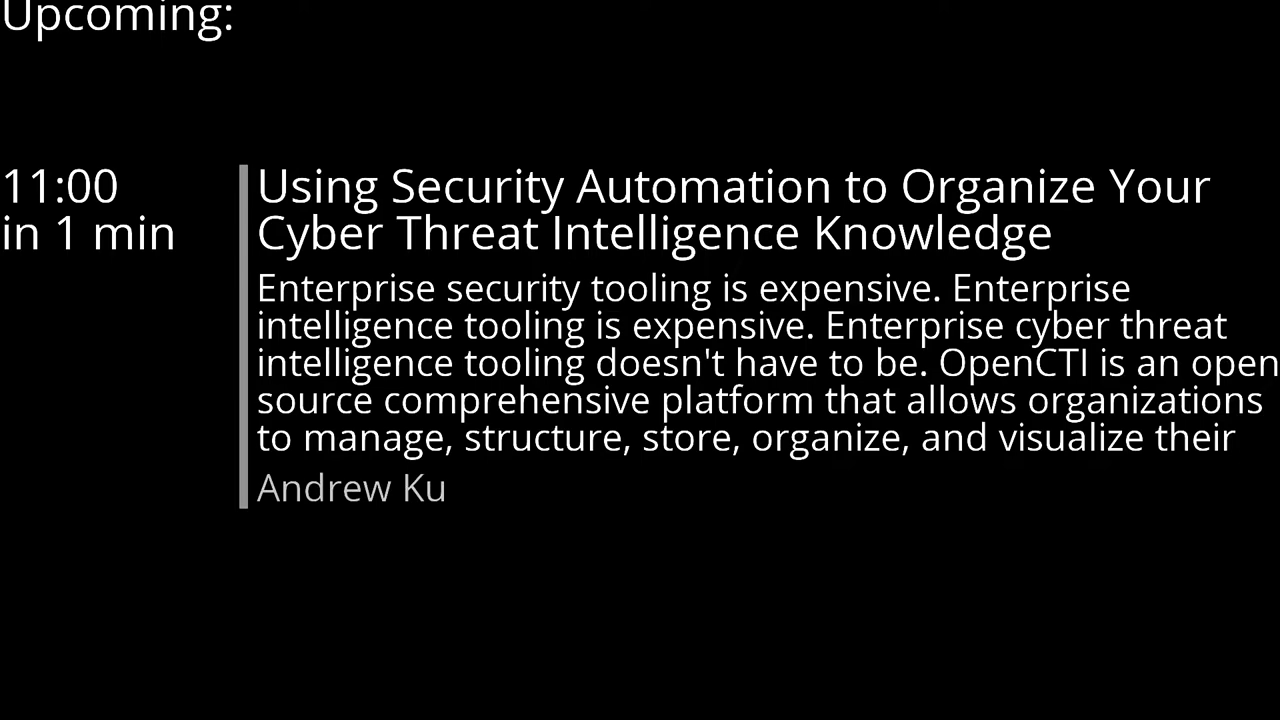 Upcoming:
11:00
in 1 min
Using Security Automation to Organize Your
Cyber Threat Intelligence Knowledge
Enterprise security tooling is expensive. Enterprise
intelligence tooling is expensive. Enterprise cyber threat
intelligence tooling doesn't have to be. OpenCTI is an open
source comprehensive platform that allows organizations
to manage, structure, store, organize, and visualize their
Andrew Ku